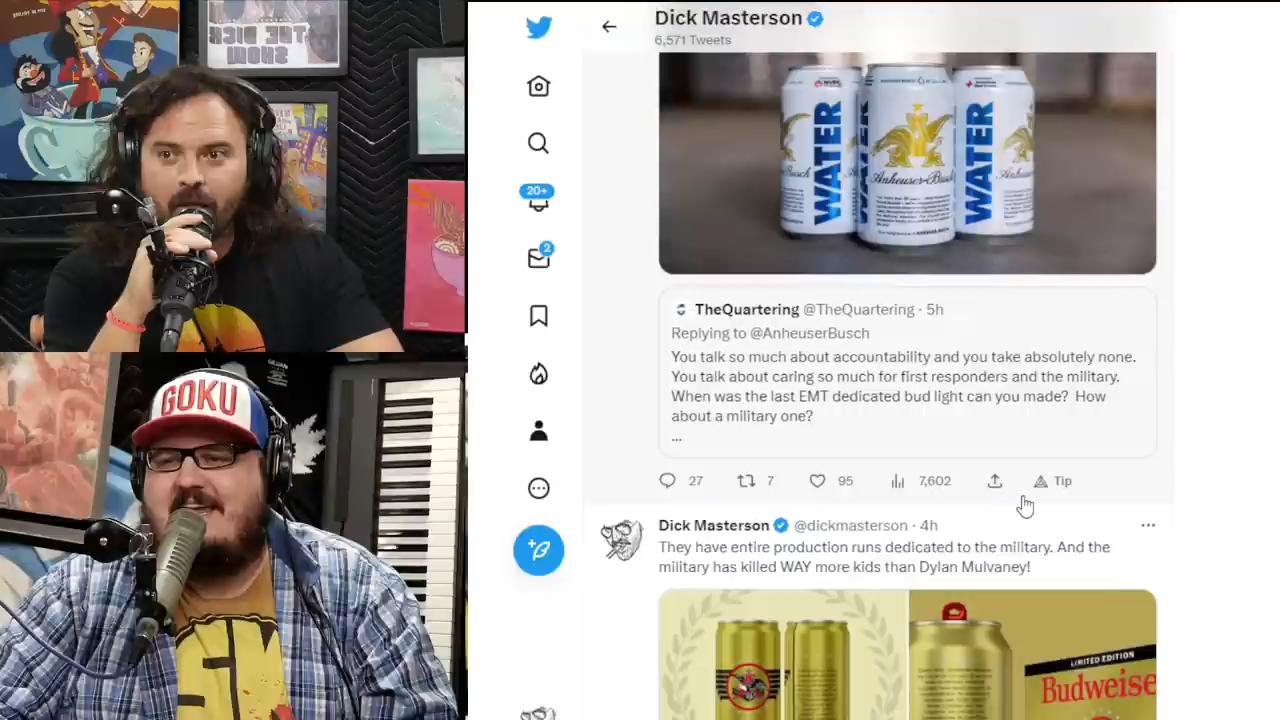 THE DICK
SHOW
GOKU
Dick Masterson
6,571 Tweets
20+
2
WATER
WATER
WATER
Anheuser-Busch
TheQuartering @TheQuartering · 5h
Replying to @AnheuserBusch
You talk so much about accountability and you take absolutely none.
You talk about caring so much for first responders and the military.
When was the last EMT dedicated bud light can you made? How
about a military one?
...
27 7 95 7,602 Tip
Dick Masterson @dickmasterson · 4h
They have entire production runs dedicated to the military. And the
military has killed WAY more kids than Dylan Mulvaney!
LIMITED EDITION
Budweise